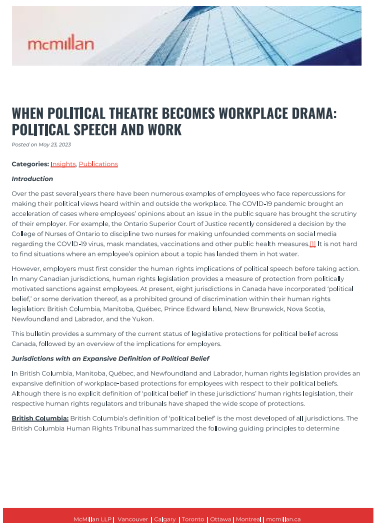 mcmillan
WHEN POLITICAL THEATRE BECOMES WORKPLACE DRAMA:
POLITICAL SPEECH AND WORK
Posted on May 23, 2023
Categories: Insights, Publications
Introduction
Over the past several years there have been numerous examples of employees who face repercussions for
making their political views heard within and outside the workplace. The COVID-19 pandemic brought an
acceleration of cases where employees' opinions about an issue in the public square has brought the scrutiny
of their employer. For example, the Ontario Superior Court of Justice recently considered a decision by the
College of Nurses of Ontario to discipline two nurses for making unfounded comments on social media
regarding the COVID-19 virus, mask mandates, vaccinations and other public health measures.[1] It is not hard
to find situations where an employee's opinion about a topic has landed them in hot water.
However, employers must first consider the human rights implications of political speech before taking action.
In many Canadian jurisdictions, human rights legislation provides a measure of protection from politically
motivated sanctions against employees. At present, eight jurisdictions in Canada have incorporated 'political
belief,' or some derivation thereof, as a prohibited ground of discrimination within their human rights
legislation: British Columbia, Manitoba, Québec, Prince Edward Island, New Brunswick, Nova Scotia,
Newfoundland and Labrador, and the Yukon.
This bulletin provides a summary of the current status of legislative protections for political belief across
Canada, followed by an overview of the implications for employers.
Jurisdictions with an Expansive Definition of Political Belief
In British Columbia, Manitoba, Québec, and Newfoundland and Labrador, human rights legislation provides an
expansive definition of workplace-based protections for employees with respect to their political beliefs.
Although there is no explicit definition of 'political belief' in these jurisdictions' human rights legislation, their
respective human rights regulators and tribunals have shaped the wide scope of protections.
British Columbia: British Columbia's definition of 'political belief' is the most developed of all jurisdictions. The
British Columbia Human Rights Tribunal has summarized the following guiding principles to determine
McMillan LLP | Vancouver | Calgary | Toronto | Ottawa | Montreal | mcmillan.ca